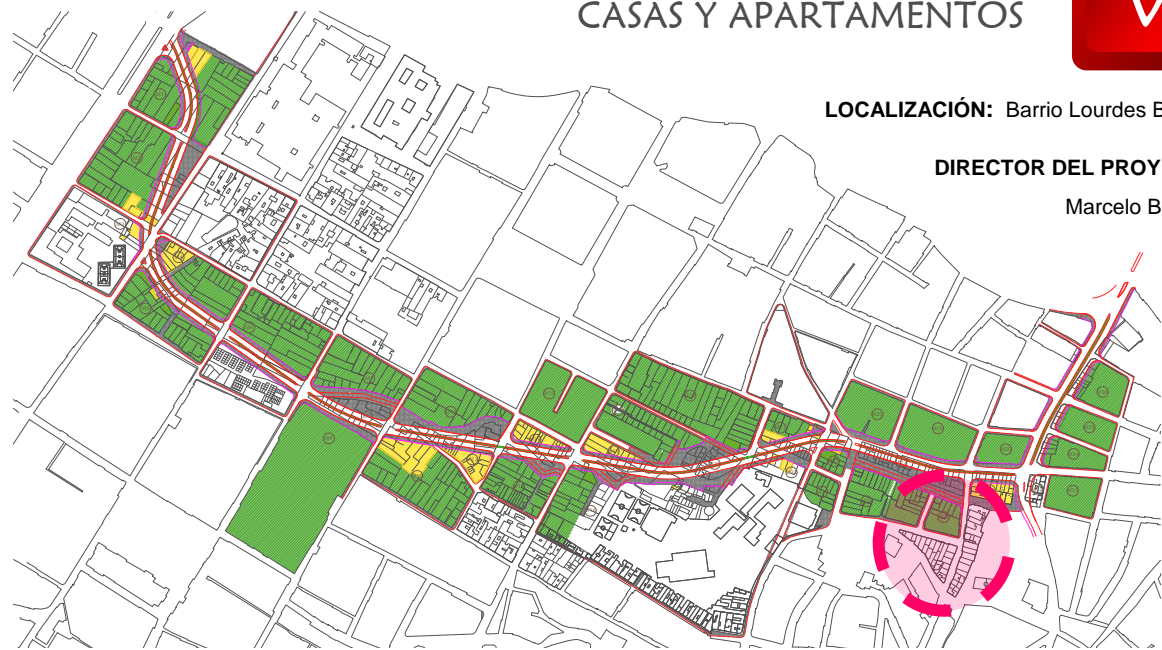 CASAS Y APARTAMENTOS
LOCALIZACIÓN: Barrio Lourdes B
DIRECTOR DEL PROY
Marcelo B